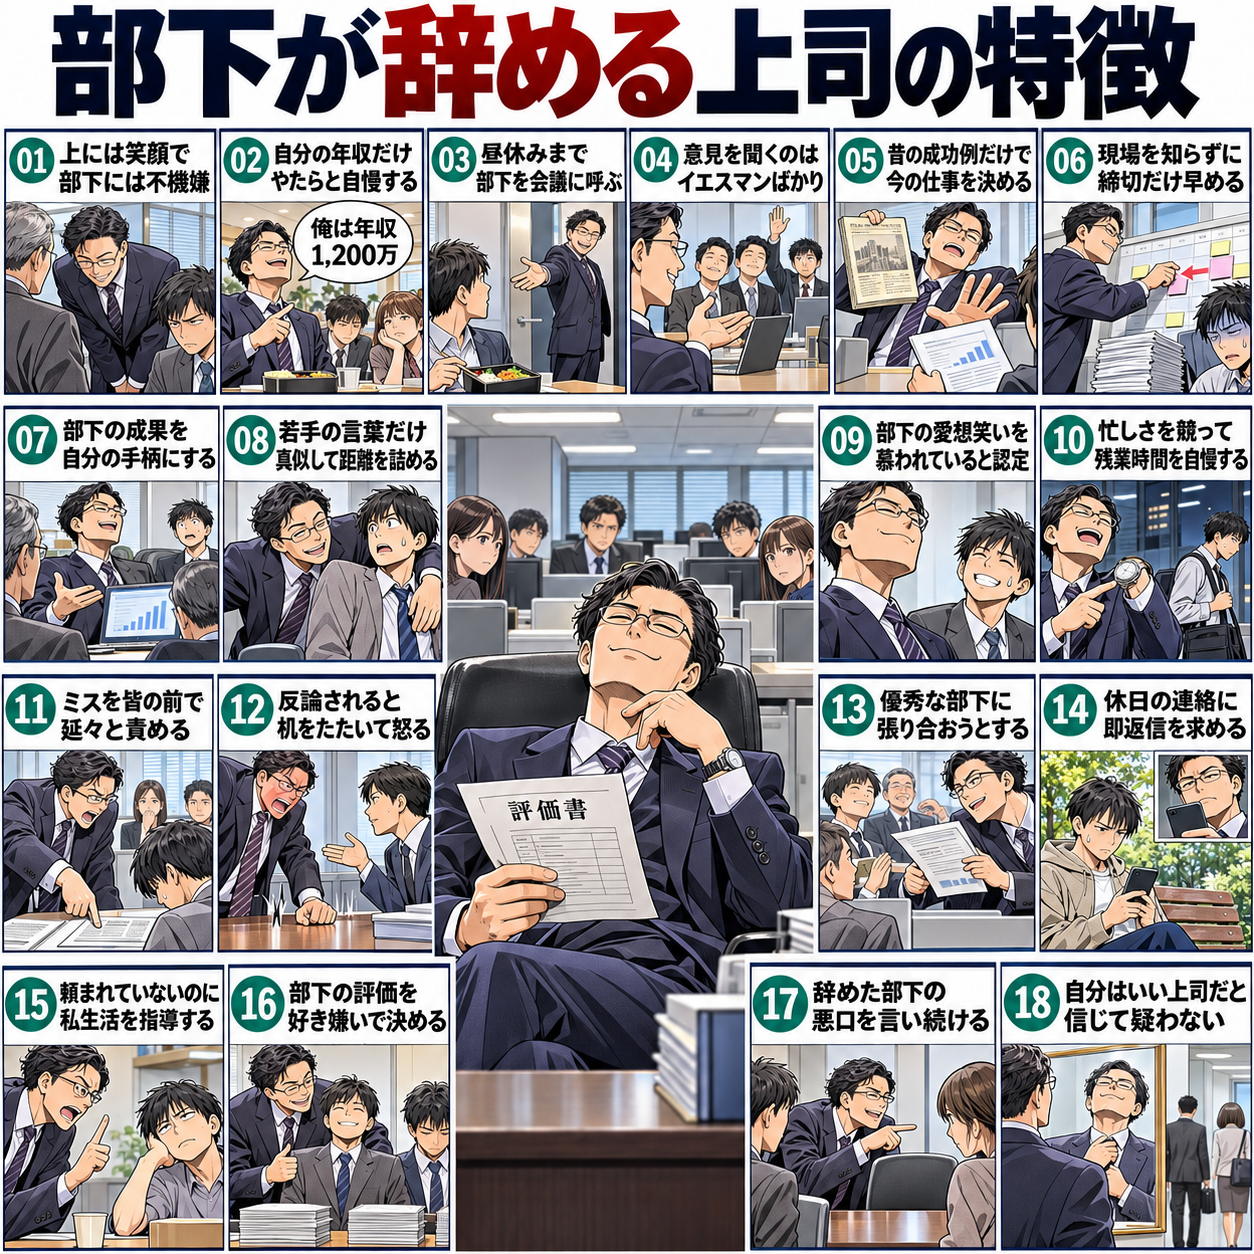 部下が辞める上司の特徴
01 上には笑顔で
部下には不機嫌
02 自分の年収だけ
やたらと自慢する
俺は年収
1,200万
03 昼休みまで
部下を会議に呼ぶ
04 意見を聞くのは
イエスマンばかり
05 昔の成功例だけで
今の仕事を決める
06 現場を知らずに
締切だけ早める
07 部下の成果を
自分の手柄にする
08 若手の言葉だけ
真似して距離を詰める
09 部下の愛想笑いを
慕われていると認定
10 忙しさを競って
残業時間を自慢する
11 ミスを皆の前で
延々と責める
12 反論されると
机をたたいて怒る
評価書
13 優秀な部下に
張り合おうとする
14 休日の連絡に
即返信を求める
15 頼まれていないのに
私生活を指導する
16 部下の評価を
好き嫌いで決める
17 辞めた部下の
悪口を言い続ける
18 自分はいい上司だと
信じて疑わない